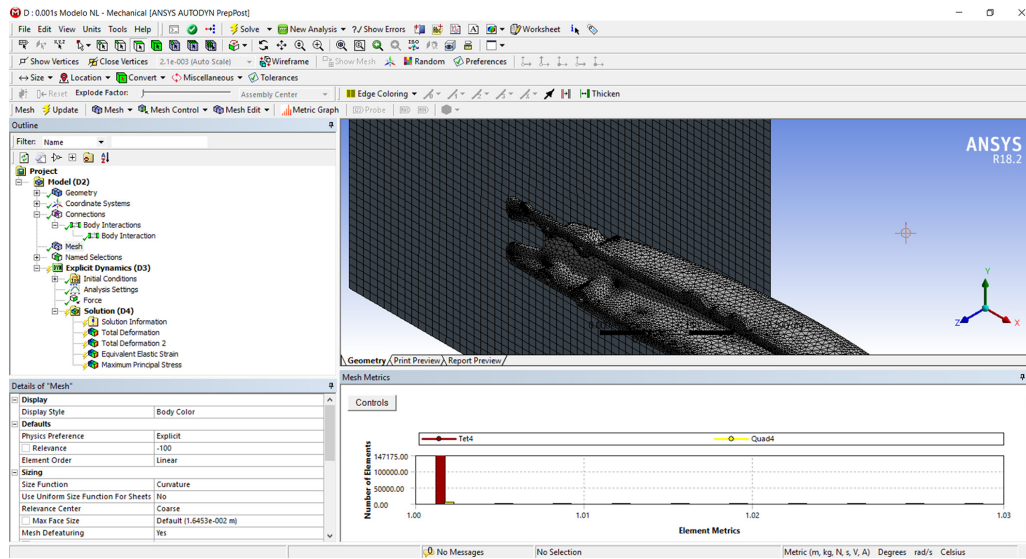 D : 0.001s Modelo NL - Mechanical [ANSYS AUTODYN PrepPost]
File Edit View Units Tools Help Solve New Analysis ?/Show Errors Worksheet
Show Vertices Close Vertices 2.1e-003 (Auto Scale) Wireframe Show Mesh Random Preferences
Size Location Convert Miscellaneous Tolerances
Reset Explode Factor: Assembly Center Edge Coloring Thicken
Mesh Update Mesh Mesh Control Mesh Edit Metric Graph Probe
Outline
Filter: Name
Project
Model (D2)
Geometry
Coordinate Systems
Connections
Body Interactions
Body Interaction
Mesh
Named Selections
Explicit Dynamics (D3)
Initial Conditions
Analysis Settings
Force
Solution (D4)
Solution Information
Total Deformation
Total Deformation 2
Equivalent Elastic Strain
Maximum Principal Stress
ANSYS
R18.2
Y
Z X
Geometry Print Preview Report Preview
Details of "Mesh"
Display
Display Style Body Color
Defaults
Physics Preference Explicit
Relevance -100
Element Order Linear
Sizing
Size Function Curvature
Use Uniform Size Function For Sheets No
Relevance Center Coarse
Max Face Size Default (1.6453e-002 m)
Mesh Defeaturing Yes
Mesh Metrics
Controls
Tet4 Quad4
Number of Elements
147175.00
100000.00
50000.00
0.00
1.00 1.01 1.02 1.03
Element Metrics
0 No Messages No Selection Metric (m, kg, N, s, V, A) Degrees rad/s Celsius